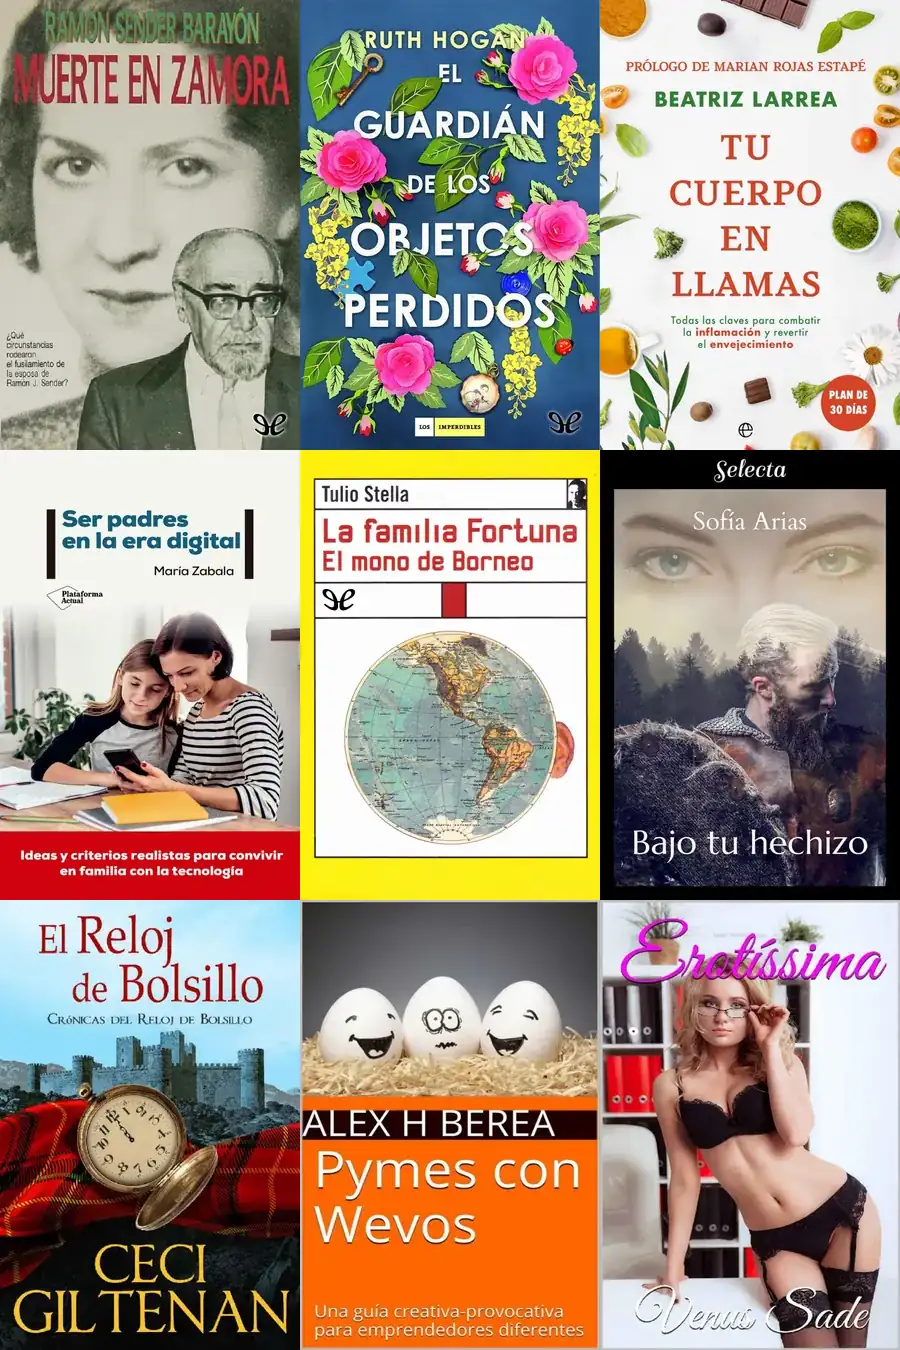 RAMÓN SENDER BARAYÓN
MUERTE EN ZAMORA
¿Qué
circunstancias
rodearon
el fusilamiento de
la esposa de
Ramón J. Sender?
RUTH HOGAN
EL
GUARDIÁN
DE LOS
OBJETOS
PERDIDOS
LOS IMPERDIBLES
PRÓLOGO DE MARIAN ROJAS ESTAPÉ
BEATRIZ LARREA
TU
CUERPO
EN
LLAMAS
Todas las claves para combatir
la inflamación y revertir
el envejecimiento
PLAN DE
30 DÍAS
Ser padres
en la era digital
María Zabala
Plataforma
Actual
Ideas y criterios realistas para convivir
en familia con la tecnología
Tulio Stella
La familia Fortuna
El mono de Borneo
Selecta
Sofía Arias
Bajo tu hechizo
El Reloj
de Bolsillo
CRÓNICAS DEL RELOJ DE BOLSILLO
CECI
GILTENAN
ALEX H BEREA
Pymes con
Wevos
Una guía creativa-provocativa
para emprendedores diferentes
Erotíssima
Venus Sade